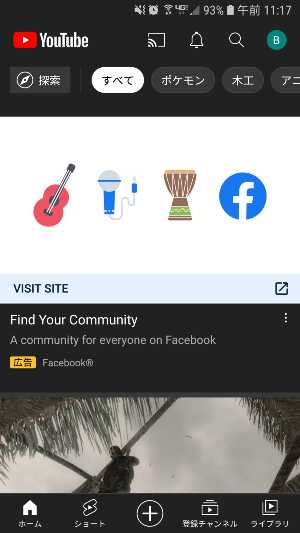 93% 午前 11:17
YouTube
B
探索
すべて
ポケモン
木工
アニ
VISIT SITE
Find Your Community
A community for everyone on Facebook
広告 Facebook®
ホーム
ショート
登録チャンネル
ライブラリ